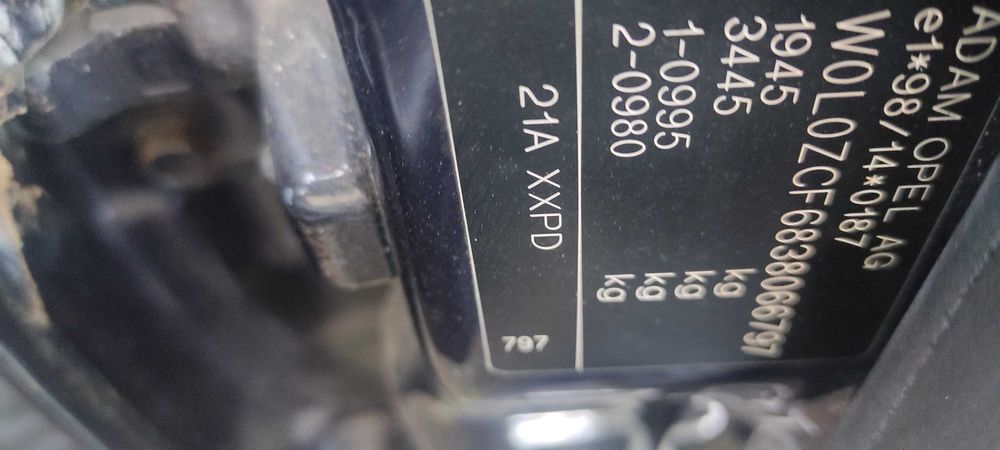 ADAM OPEL AG
e1*98/14*0187
W0L0ZCF6838066797
1945 kg
3445 kg
1-0995 kg
2-0980 kg
21A XXPD
797